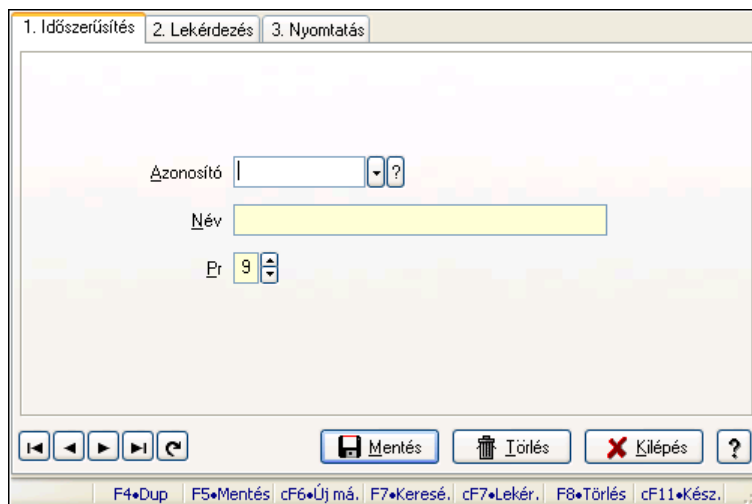 1. Időszerűsítés 2. Lekérdezés 3. Nyomtatás
Azonosító ?
Név
Pr 9
Mentés Törlés Kilépés ?
F4•Dup F5•Mentés cF6•Új má. F7•Keresé. cF7•Lekér. F8•Törlés cF11•Kész.